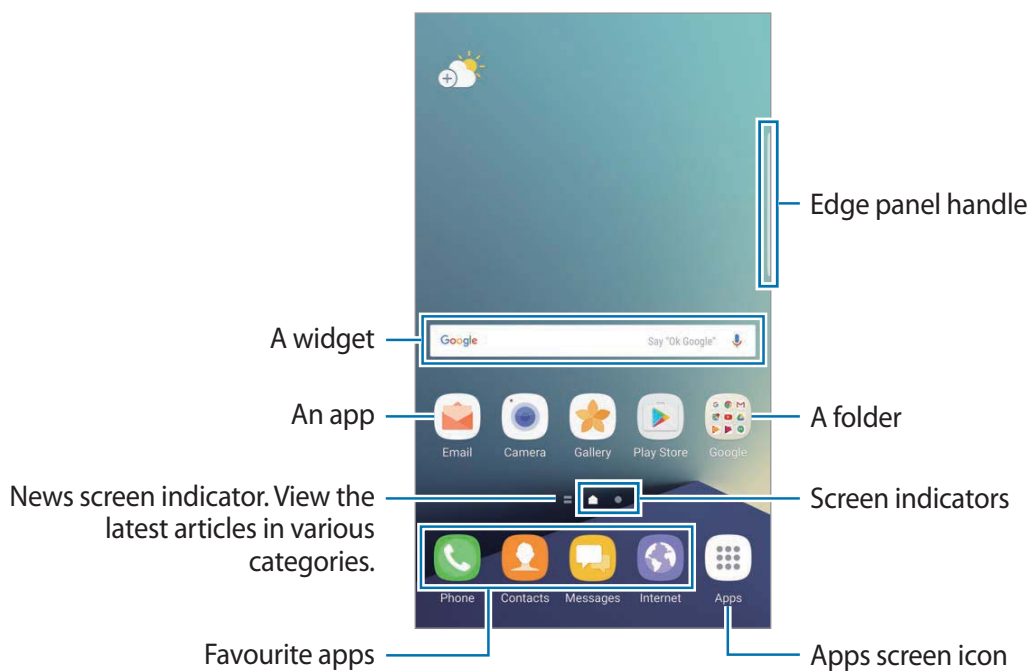 Edge panel handle
A widget
Google Say "Ok Google"
An app
A folder
Email Camera Gallery Play Store Google
News screen indicator. View the
latest articles in various
categories.
Screen indicators
Phone Contacts Messages Internet Apps
Favourite apps
Apps screen icon